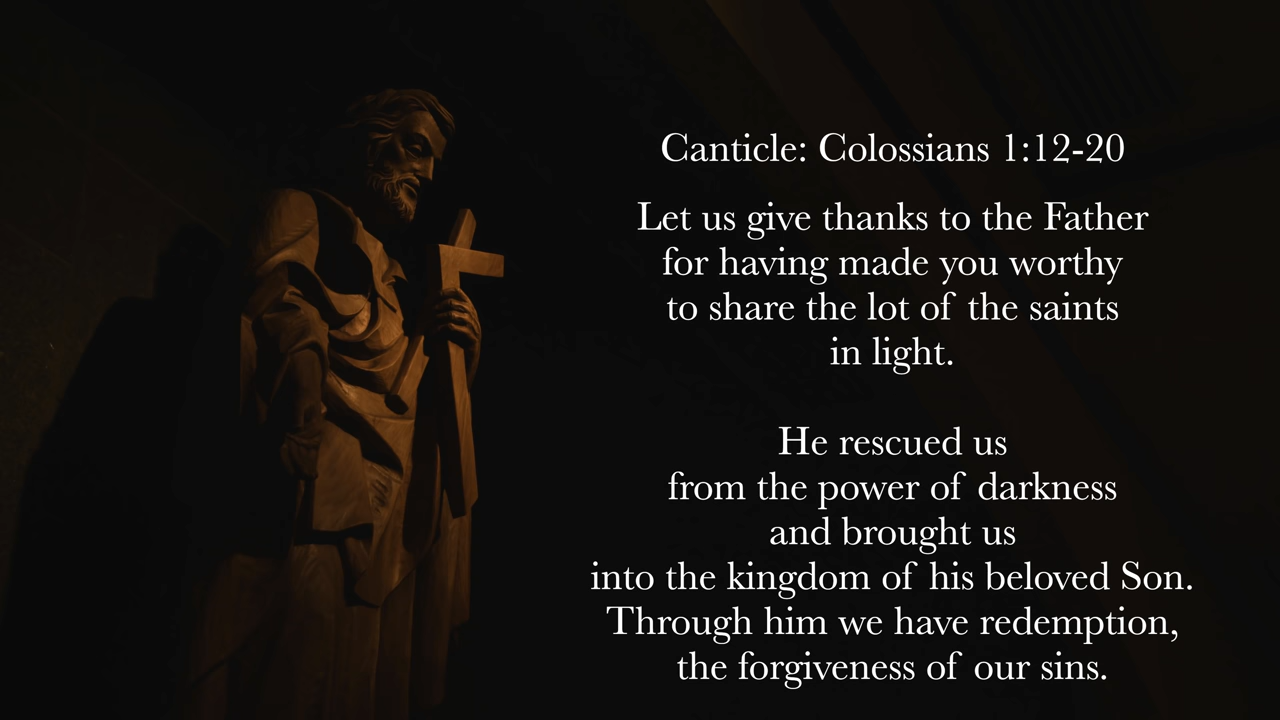 Canticle: Colossians 1:12-20
Let us give thanks to the Father
for having made you worthy
to share the lot of the saints
in light.
He rescued us
from the power of darkness
and brought us
into the kingdom of his beloved Son.
Through him we have redemption,
the forgiveness of our sins.